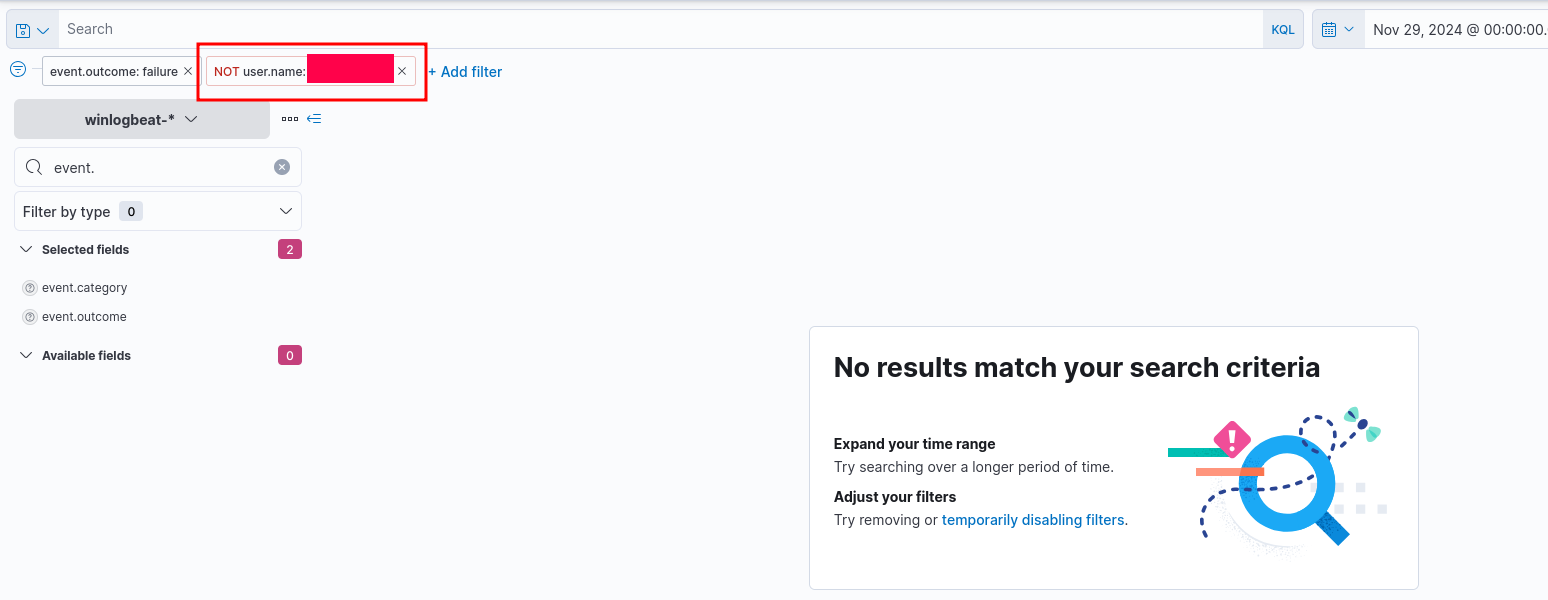 Search
KQL
Nov 29, 2024 @ 00:00:00.
event.outcome: failure
NOT user.name:
+ Add filter
winlogbeat-*
event.
Filter by type 0
Selected fields 2
event.category
event.outcome
Available fields 0
No results match your search criteria
Expand your time range
Try searching over a longer period of time.
Adjust your filters
Try removing or temporarily disabling filters.